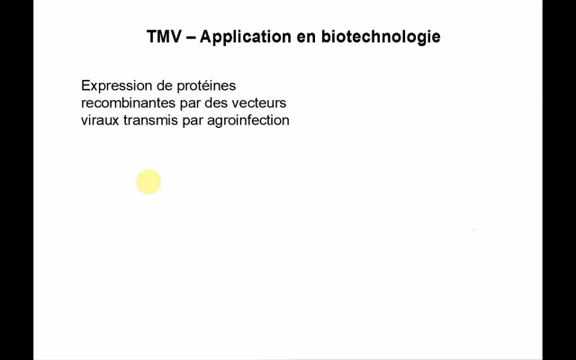 TMV – Application en biotechnologie
Expression de protéines
recombinantes par des vecteurs
viraux transmis par agroinfection